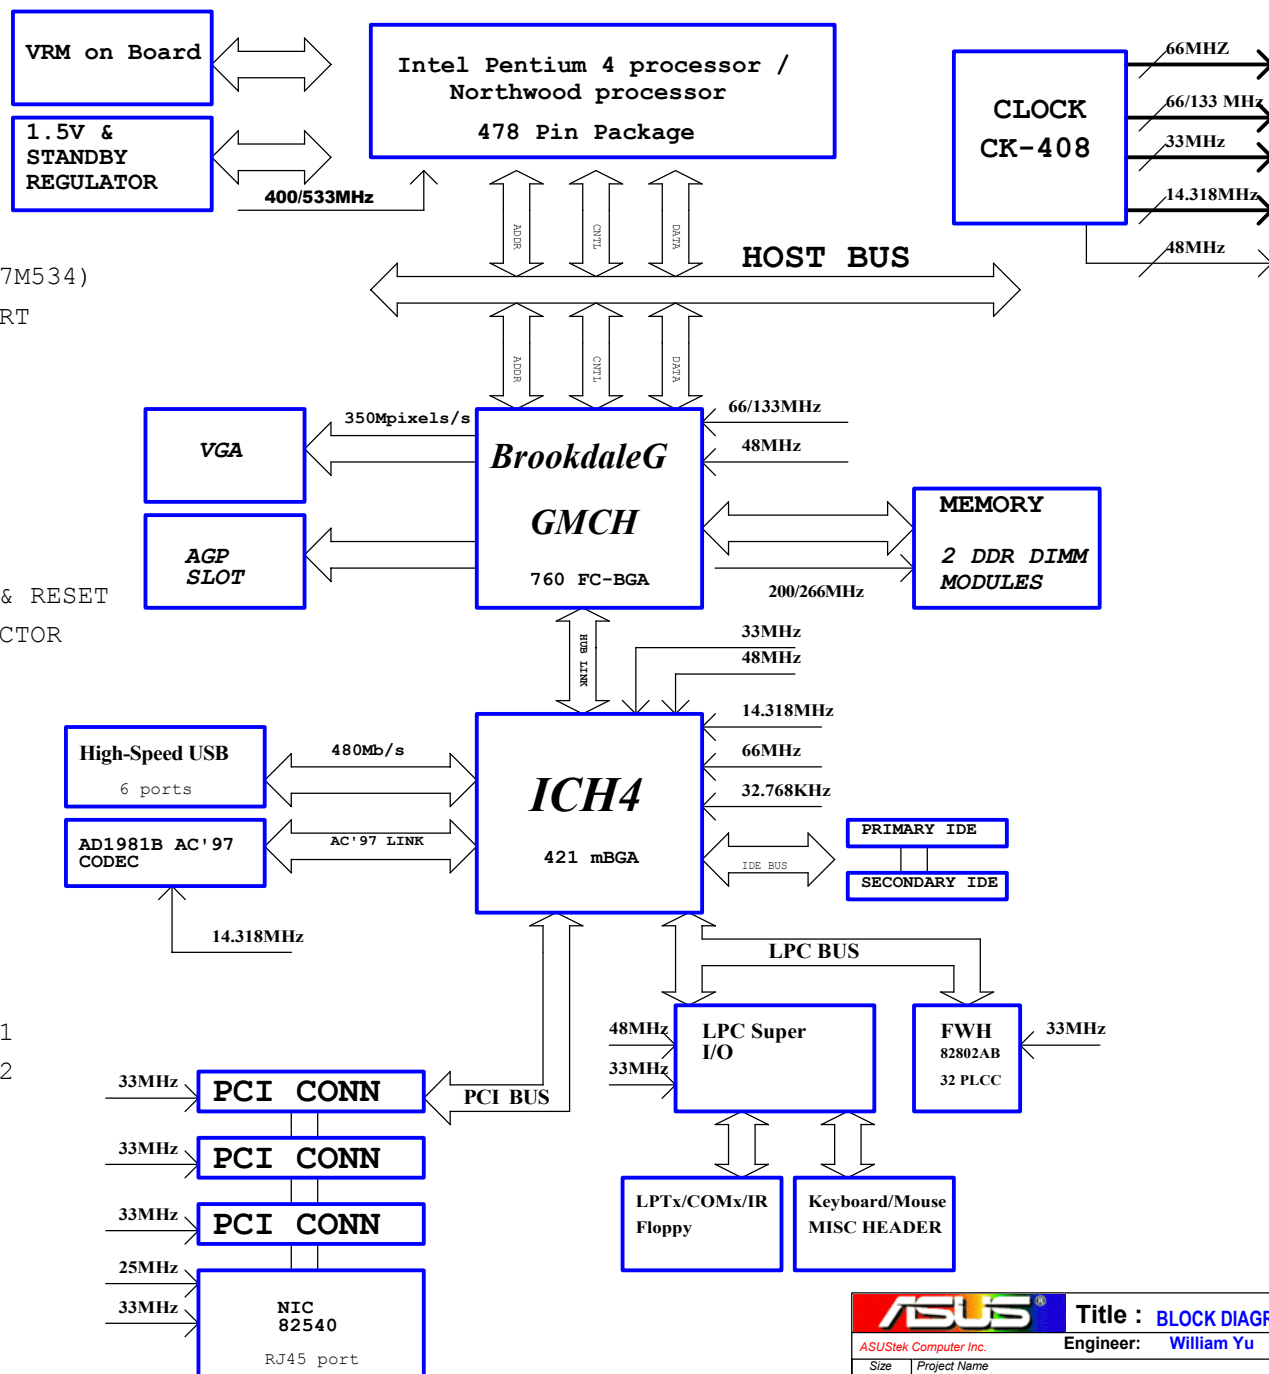 VRM on Board
1.5V &
STANDBY
REGULATOR
400/533MHz
Intel Pentium 4 processor /
Northwood processor
478 Pin Package
CLOCK
CK-408
66MHZ
66/133 MHz
33MHz
14.318MHz
48MHz
7M534)
RT
ADDR
CNTL
DATA
HOST BUS
ADDR
CNTL
DATA
VGA
350Mpixels/s
AGP
SLOT
BrookdaleG
GMCH
760 FC-BGA
66/133MHz
48MHz
MEMORY
2 DDR DIMM
MODULES
200/266MHz
& RESET
CTOR
HUB LINK
33MHz
48MHz
14.318MHz
66MHz
32.768KHz
High-Speed USB
6 ports
480Mb/s
AD1981B AC'97
CODEC
AC'97 LINK
14.318MHz
ICH4
421 mBGA
IDE BUS
PRIMARY IDE
SECONDARY IDE
LPC BUS
1
2
48MHz
33MHz
LPC Super
I/O
FWH
82802AB
32 PLCC
33MHz
PCI BUS
33MHz
PCI CONN
33MHz
PCI CONN
33MHz
PCI CONN
25MHz
33MHz
NIC
82540
RJ45 port
LPTx/COMx/IR
Floppy
Keyboard/Mouse
MISC HEADER
ASUS®
Title : BLOCK DIAGR
ASUStek Computer Inc.
Engineer: William Yu
Size Project Name